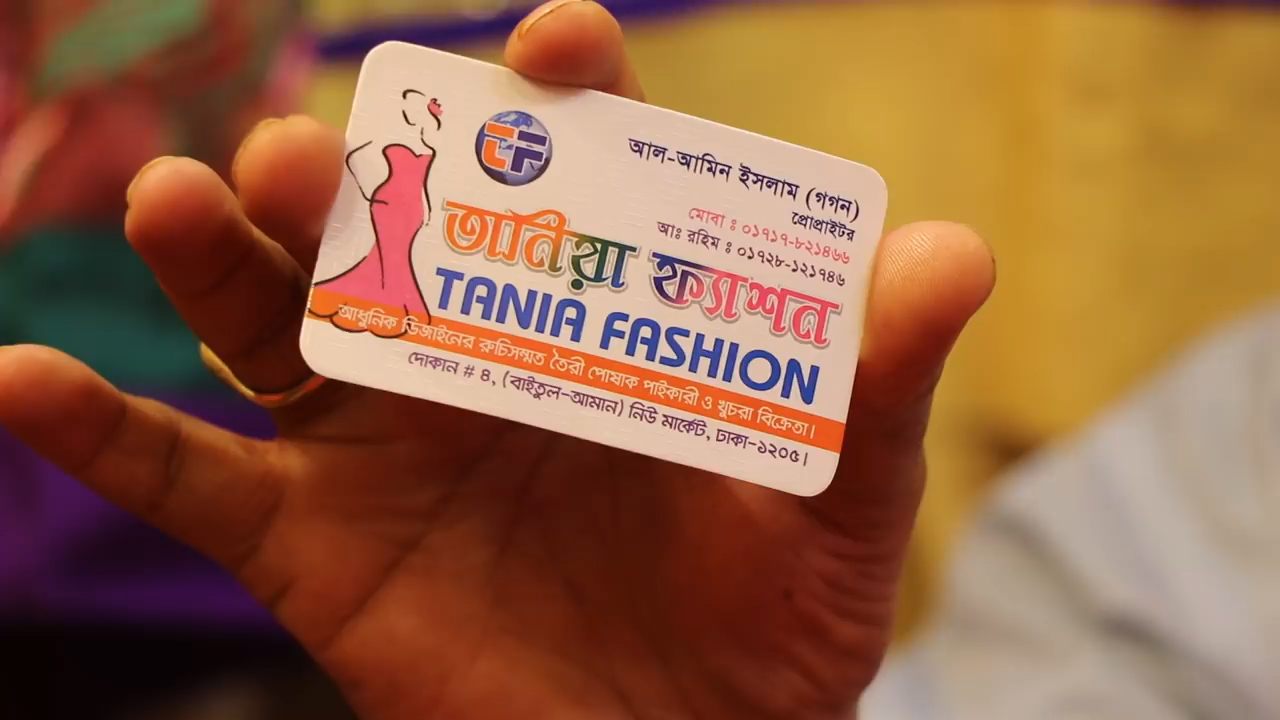 TF
আল-আমিন ইসলাম (গগন)
প্রোপ্রাইটর
মোবা : ০১৭১৭-৮২১৪৬৬
আঃ রহিম : ০১৭২৮-১২১৭৪৬
তানিয়া ফ্যাশন
TANIA FASHION
আধুনিক ডিজাইনের রুচিসম্মত তৈরী পোষাক পাইকারী ও খুচরা বিক্রেতা।
দোকান # ৪, (বাইতুল-আমান) নিউ মার্কেট, ঢাকা-১২০৫।